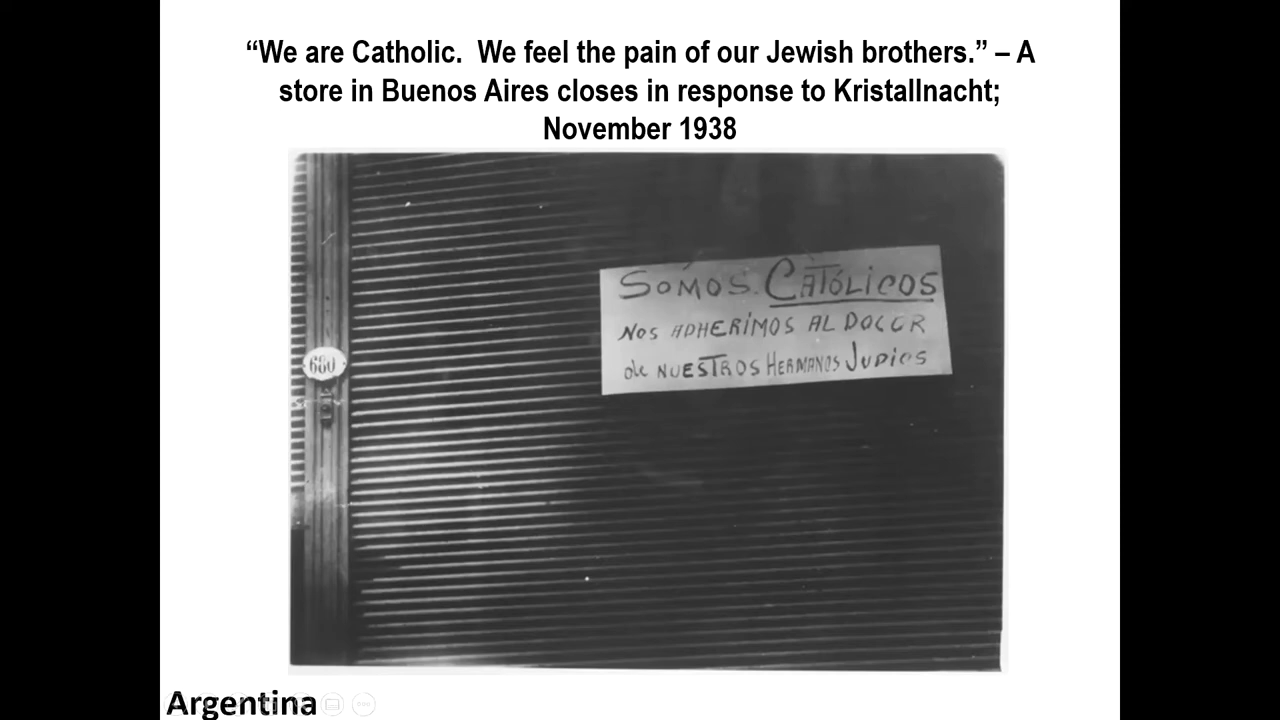 “We are Catholic. We feel the pain of our Jewish brothers.” – A
store in Buenos Aires closes in response to Kristallnacht;
November 1938
SOMOS CATÓLICOS
NOS ADHERIMOS AL DOLOR
de NUESTROS HERMANOS JUDIOS
680
Argentina